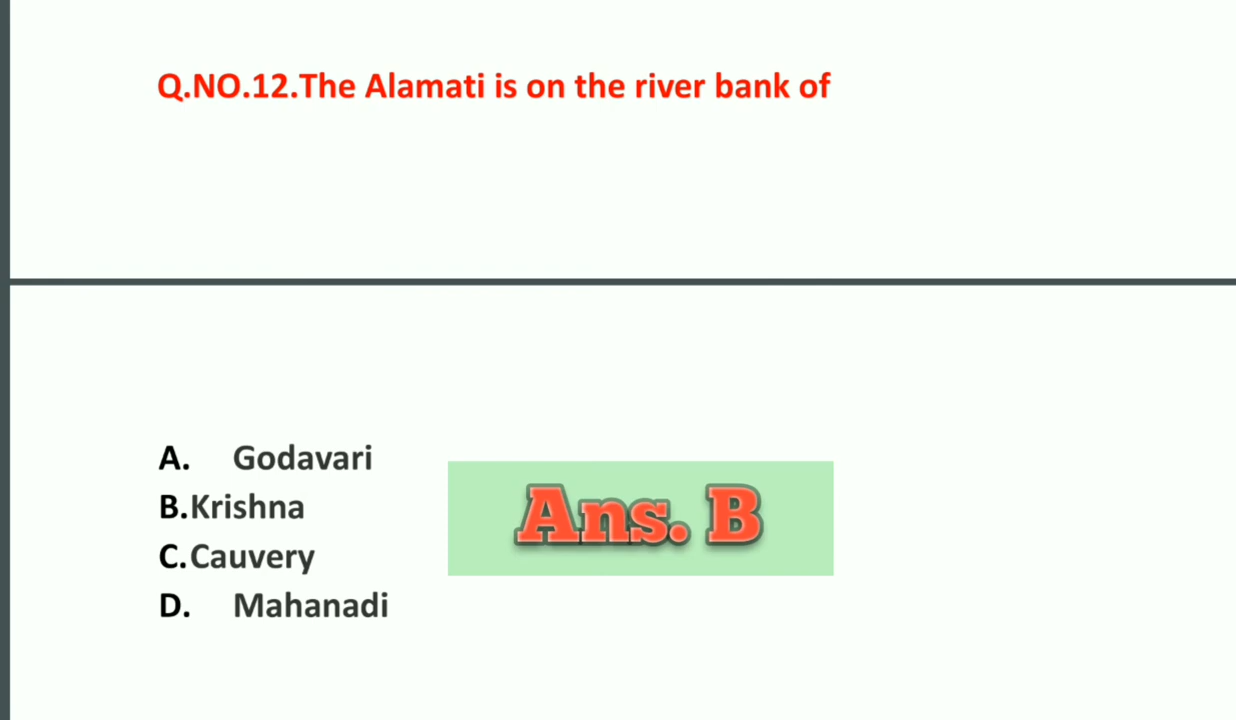 Q.NO.12.The Alamati is on the river bank of
A. Godavari
B.Krishna
C.Cauvery
D. Mahanadi
Ans. B